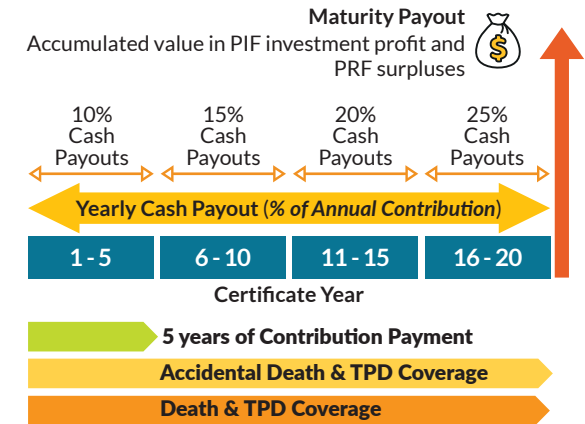 Maturity Payout
Accumulated value in PIF investment profit and
PRF surpluses
$
10%
Cash
Payouts
15%
Cash
Payouts
20%
Cash
Payouts
25%
Cash
Payouts
Yearly Cash Payout (% of Annual Contribution)
1 - 5
6 - 10
11 - 15
16 - 20
Certificate Year
5 years of Contribution Payment
Accidental Death & TPD Coverage
Death & TPD Coverage